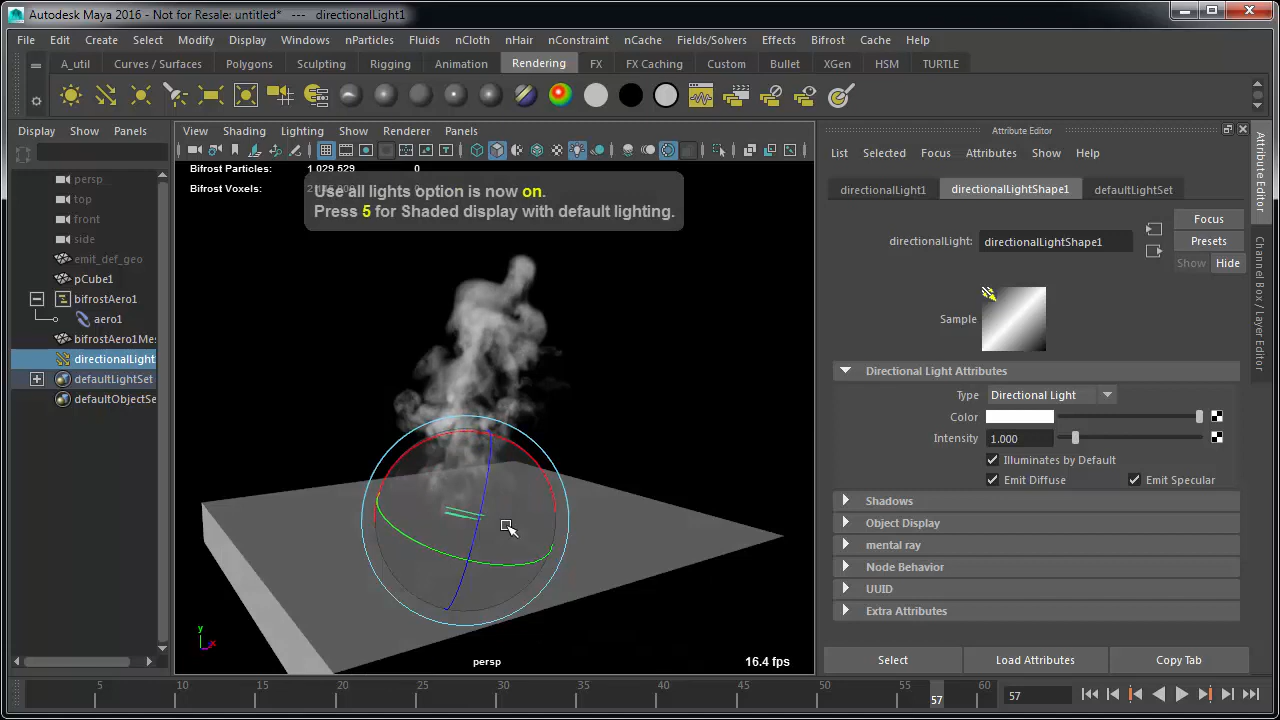 Autodesk Maya 2016 - Not for Resale: untitled*   ---   directionalLight1
File Edit Create Select Modify Display Windows nParticles Fluids nCloth nHair nConstraint nCache Fields/Solvers Effects Bifrost Cache Help
A_util Curves / Surfaces Polygons Sculpting Rigging Animation Rendering FX FX Caching Custom Bullet XGen HSM TURTLE
Display Show Panels
persp
top
front
side
emit_def_geo
pCube1
bifrostAero1
aero1
bifrostAero1Me
directionalLight
defaultLightSet
defaultObjectSe
View Shading Lighting Show Renderer Panels
Bifrost Particles: 1 029 529 0
Bifrost Voxels: 0
Use all lights option is now on.
Press 5 for Shaded display with default lighting.
y
x
persp
16.4 fps
Attribute Editor
List Selected Focus Attributes Show Help
directionalLight1 directionalLightShape1 defaultLightSet
directionalLight: directionalLightShape1
Focus
Presets
Show Hide
Sample
Directional Light Attributes
Type Directional Light
Color
Intensity 1.000
Illuminates by Default
Emit Diffuse Emit Specular
Shadows
Object Display
mental ray
Node Behavior
UUID
Extra Attributes
Select Load Attributes Copy Tab
Attribute Editor
Channel Box / Layer Editor
5 10 15 20 25 30 35 40 45 50 55 57 60 57